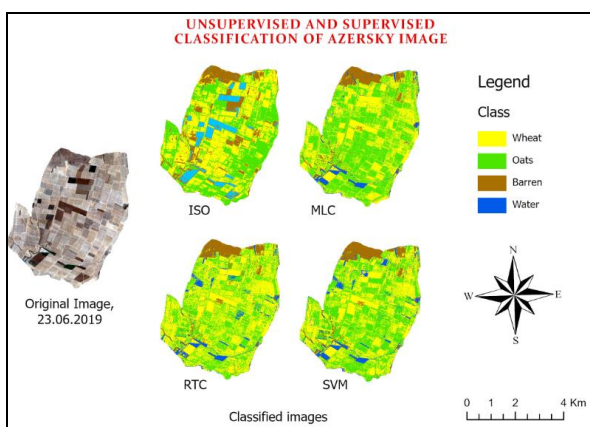 UNSUPERVISED AND SUPERVISED
CLASSIFICATION OF AZERSKY IMAGE
ISO
MLC
Original Image,
23.06.2019
RTC
SVM
Classified images
Legend
Class
Wheat
Oats
Barren
Water
N
W
E
S
0 1 2 4 Km